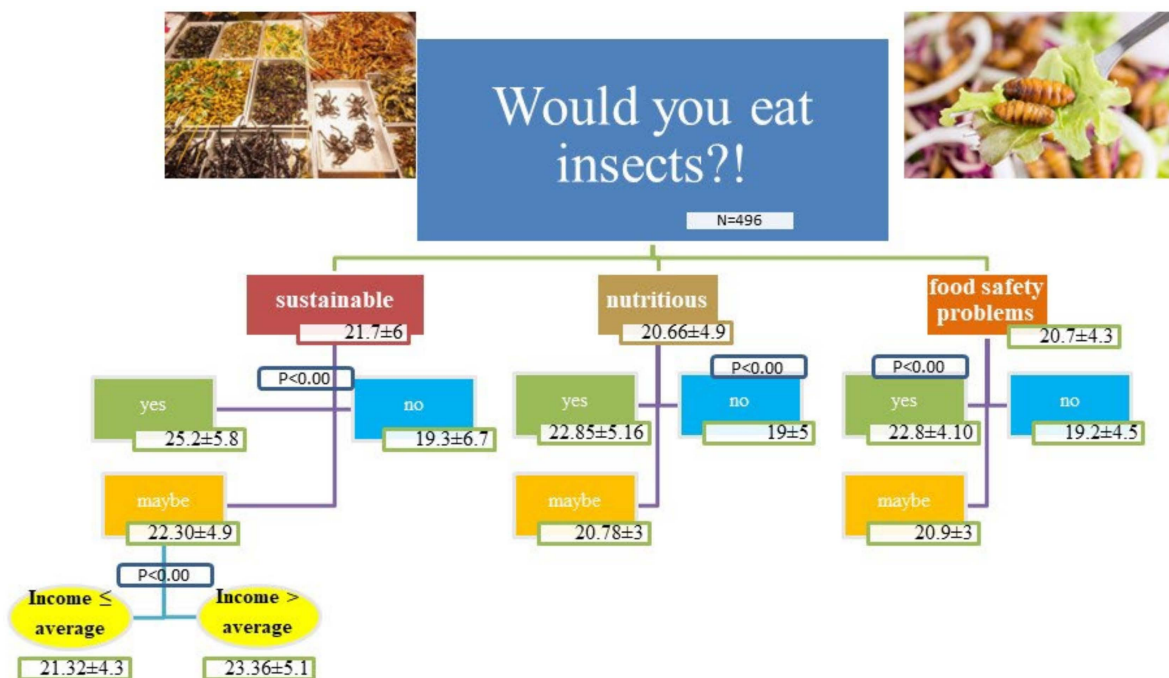 Would you eat
insects?!
N=496
sustainable
21.7±6
nutritious
20.66±4.9
food safety
problems
20.7±4.3
P<0.00
yes
25.2±5.8
no
19.3±6.7
maybe
22.30±4.9
P<0.00
Income ≤
average
21.32±4.3
Income >
average
23.36±5.1
P<0.00
yes
22.85±5.16
no
19±5
maybe
20.78±3
P<0.00
yes
22.8±4.10
no
19.2±4.5
maybe
20.9±3